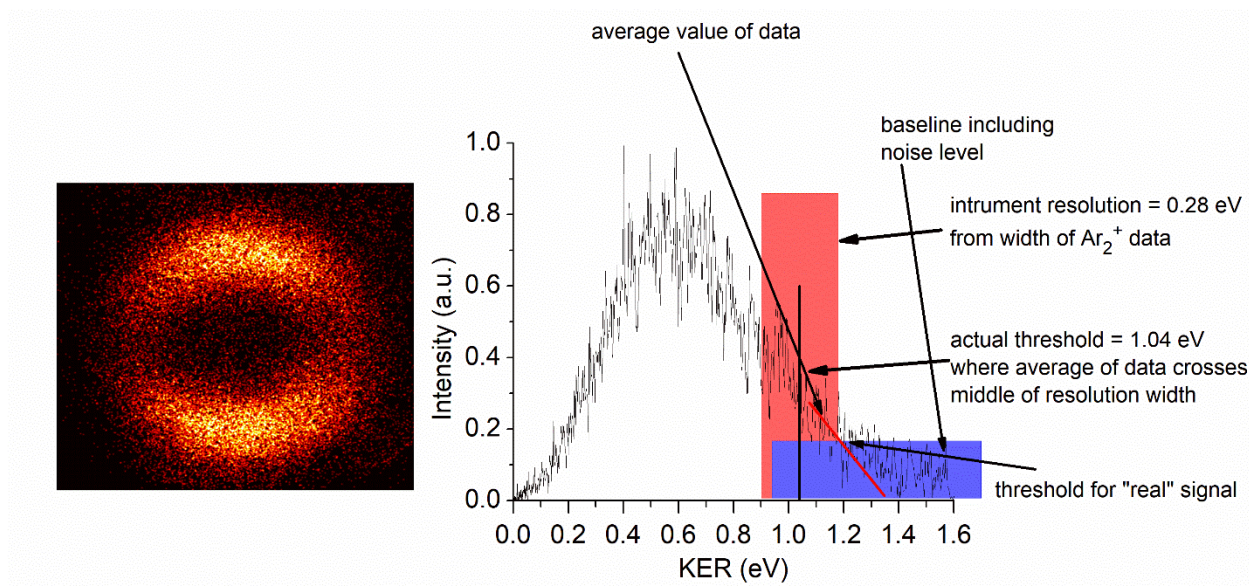 average value of data
baseline including
noise level
intrument resolution = 0.28 eV
from width of Ar₂⁺ data
actual threshold = 1.04 eV
where average of data crosses
middle of resolution width
threshold for "real" signal
Intensity (a.u.)
1.0
0.8
0.6
0.4
0.2
0.0
0.0 0.2 0.4 0.6 0.8 1.0 1.2 1.4 1.6
KER (eV)